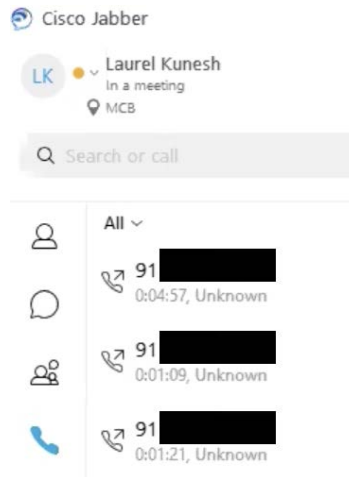 Cisco Jabber
LK
Laurel Kunesh
In a meeting
MCB
Search or call
All
91
0:04:57, Unknown
91
0:01:09, Unknown
91
0:01:21, Unknown